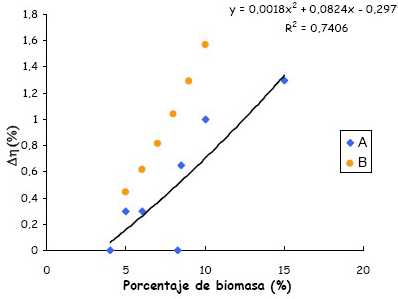 y = 0,0018x² + 0,0824x - 0,297
R² = 0,7406
1,8
1,6
1,4
1,2
1
0,8
0,6
0,4
0,2
0
0
5
10
15
20
Δη (%)
Porcentaje de biomasa (%)
A
B